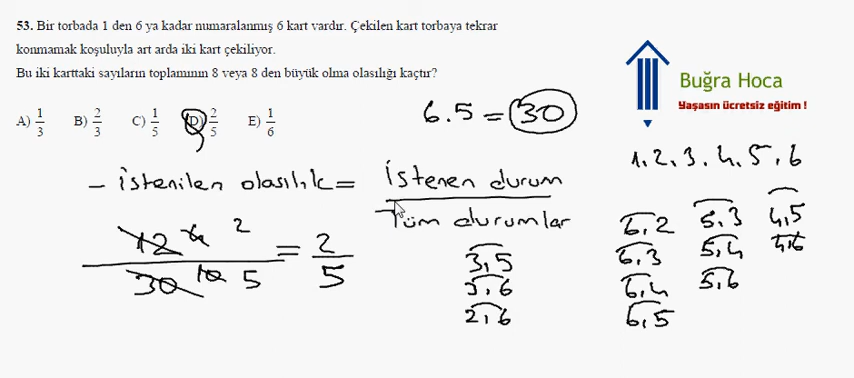 53. Bir torbada 1 den 6 ya kadar numaralanmış 6 kart vardır. Çekilen kart torbaya tekrar
konmamak koşuluyla art arda iki kart çekiliyor.
Bu iki karttaki sayıların toplamının 8 veya 8 den büyük olma olasılığı kaçtır?
A) 1/3 B) 2/3 C) 1/5 D) 2/5 E) 1/6
6.5=30
Buğra Hoca
Yaşasın ücretsiz eğitim !
1,2,3,4,5,6
- istenilen olasılık = istenen durum
Tüm durumlar
12 4 2
30 10 5
= 2/5
3,5
3,6
2,6
6,2 5,3 4,5
6,3 5,4 4,6
6,4 5,6
6,5